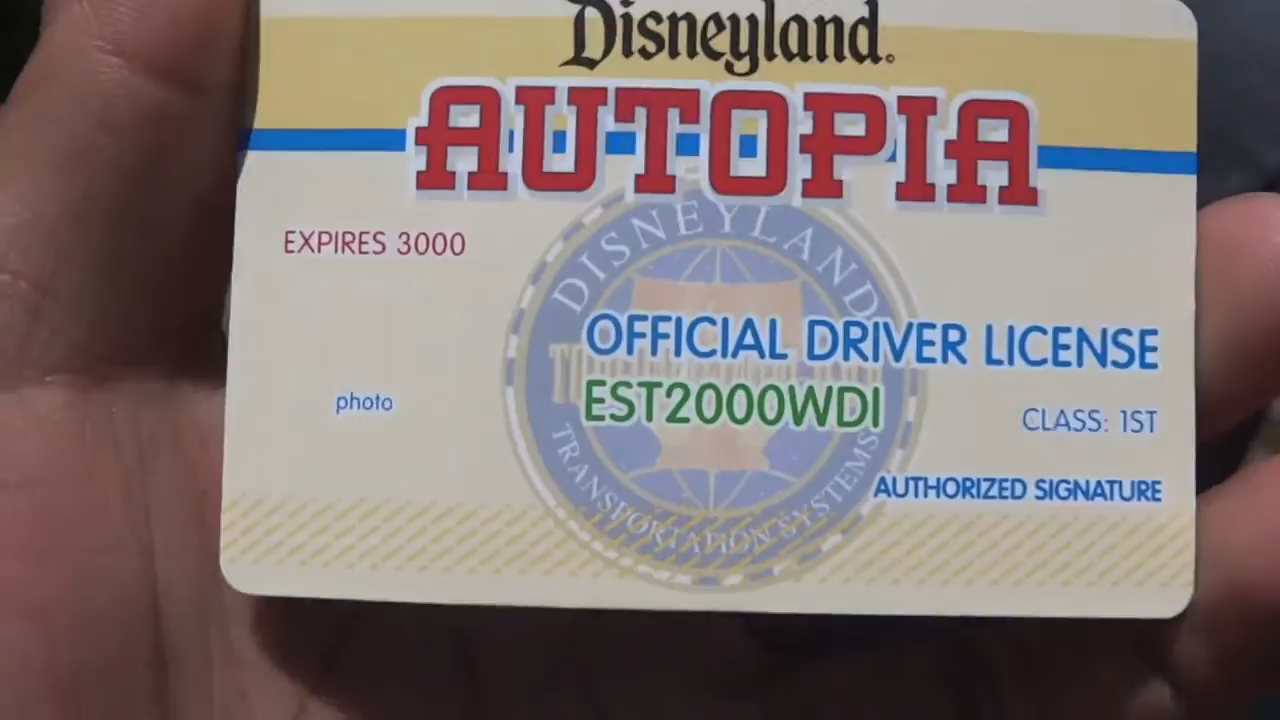 Disneyland®
AUTOPIA
EXPIRES 3000
DISNEYLAND
OFFICIAL DRIVER LICENSE
EST2000WDI
photo
CLASS: 1ST
AUTHORIZED SIGNATURE
TRANSPORTATION SYSTEMS